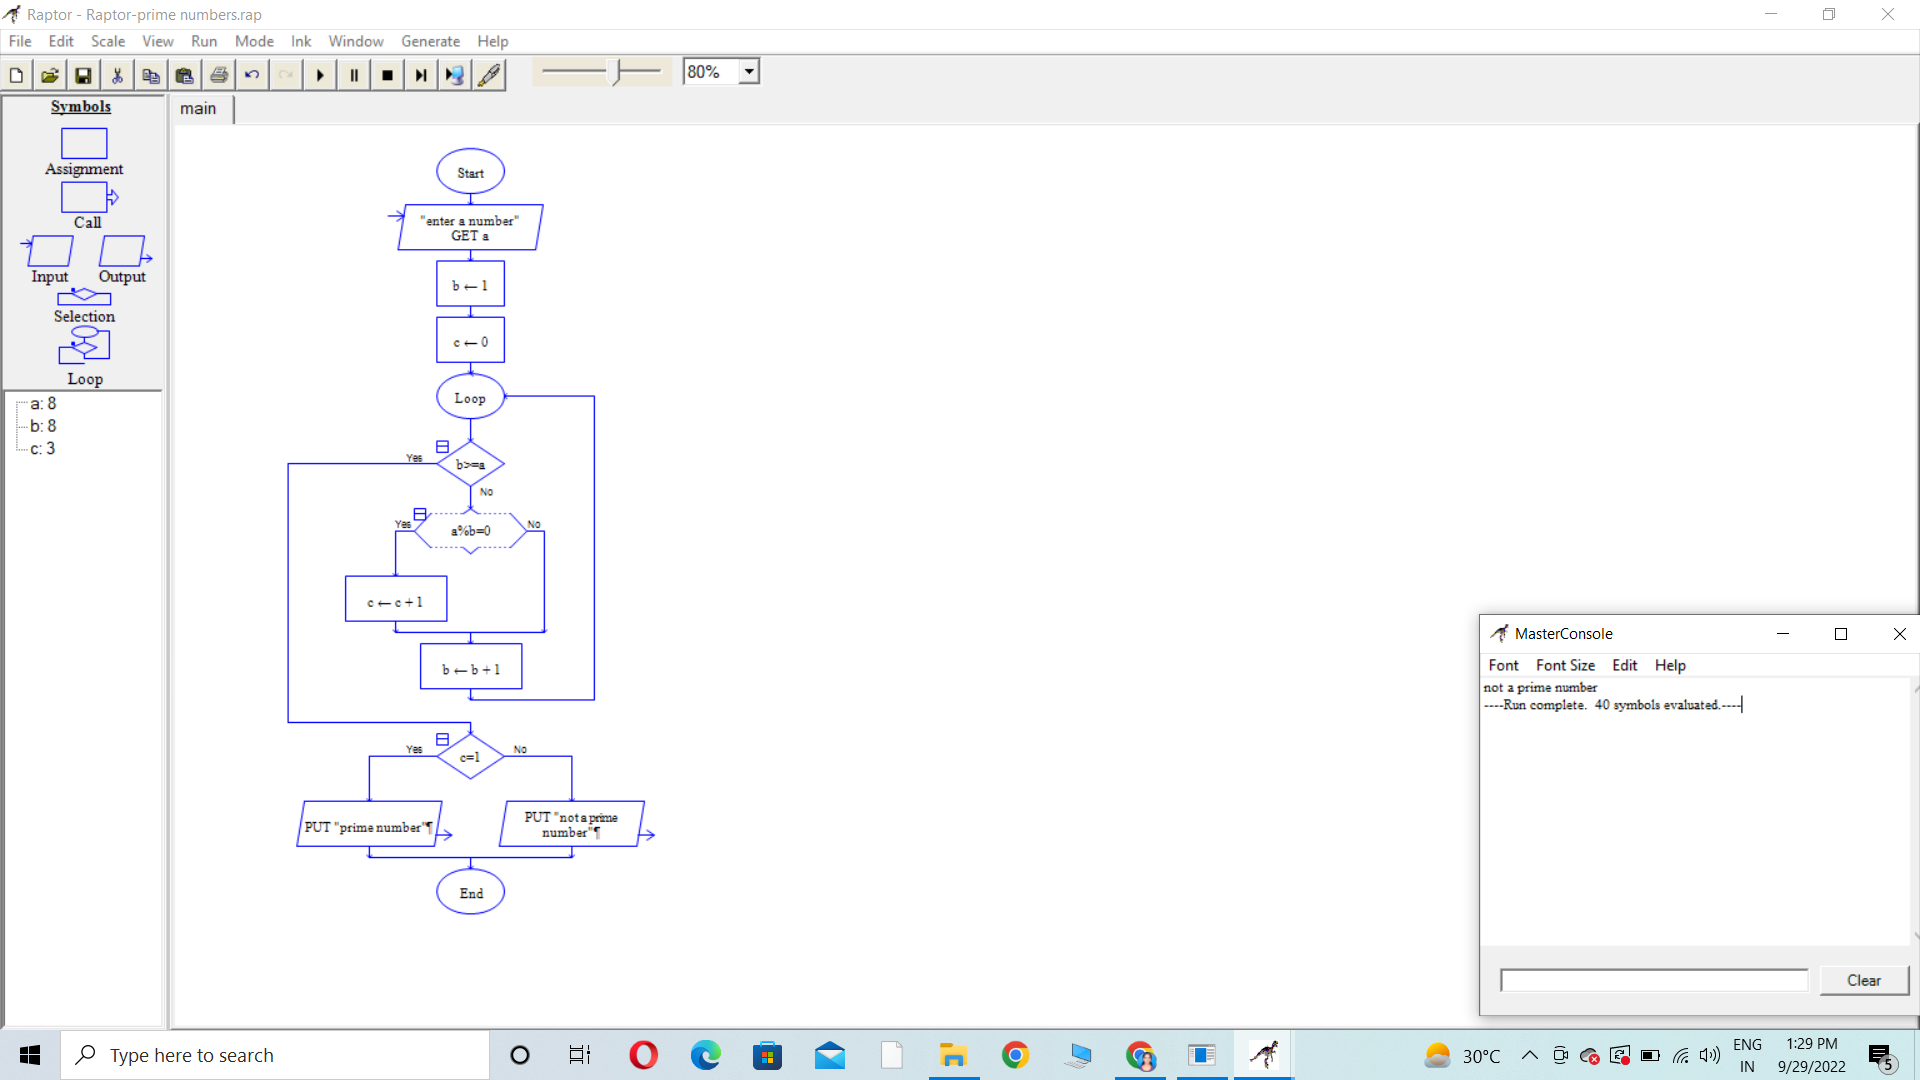 Raptor - Raptor-prime numbers.rap
File Edit Scale View Run Mode Ink Window Generate Help
80%
Symbols
Assignment
Call
Input Output
Selection
Loop
a: 8
b: 8
c: 3
main
Start
"enter a number"
GET a
b ← 1
c ← 0
Loop
Yes
b>=a
No
Yes
a%b=0
No
c ← c + 1
b ← b + 1
Yes
c=1
No
PUT "prime number"¶
PUT "not a prime
number"¶
End
MasterConsole
Font Font Size Edit Help
not a prime number
----Run complete.  40 symbols evaluated.----
Clear
Type here to search
30°C
ENG
IN
1:29 PM
9/29/2022
5